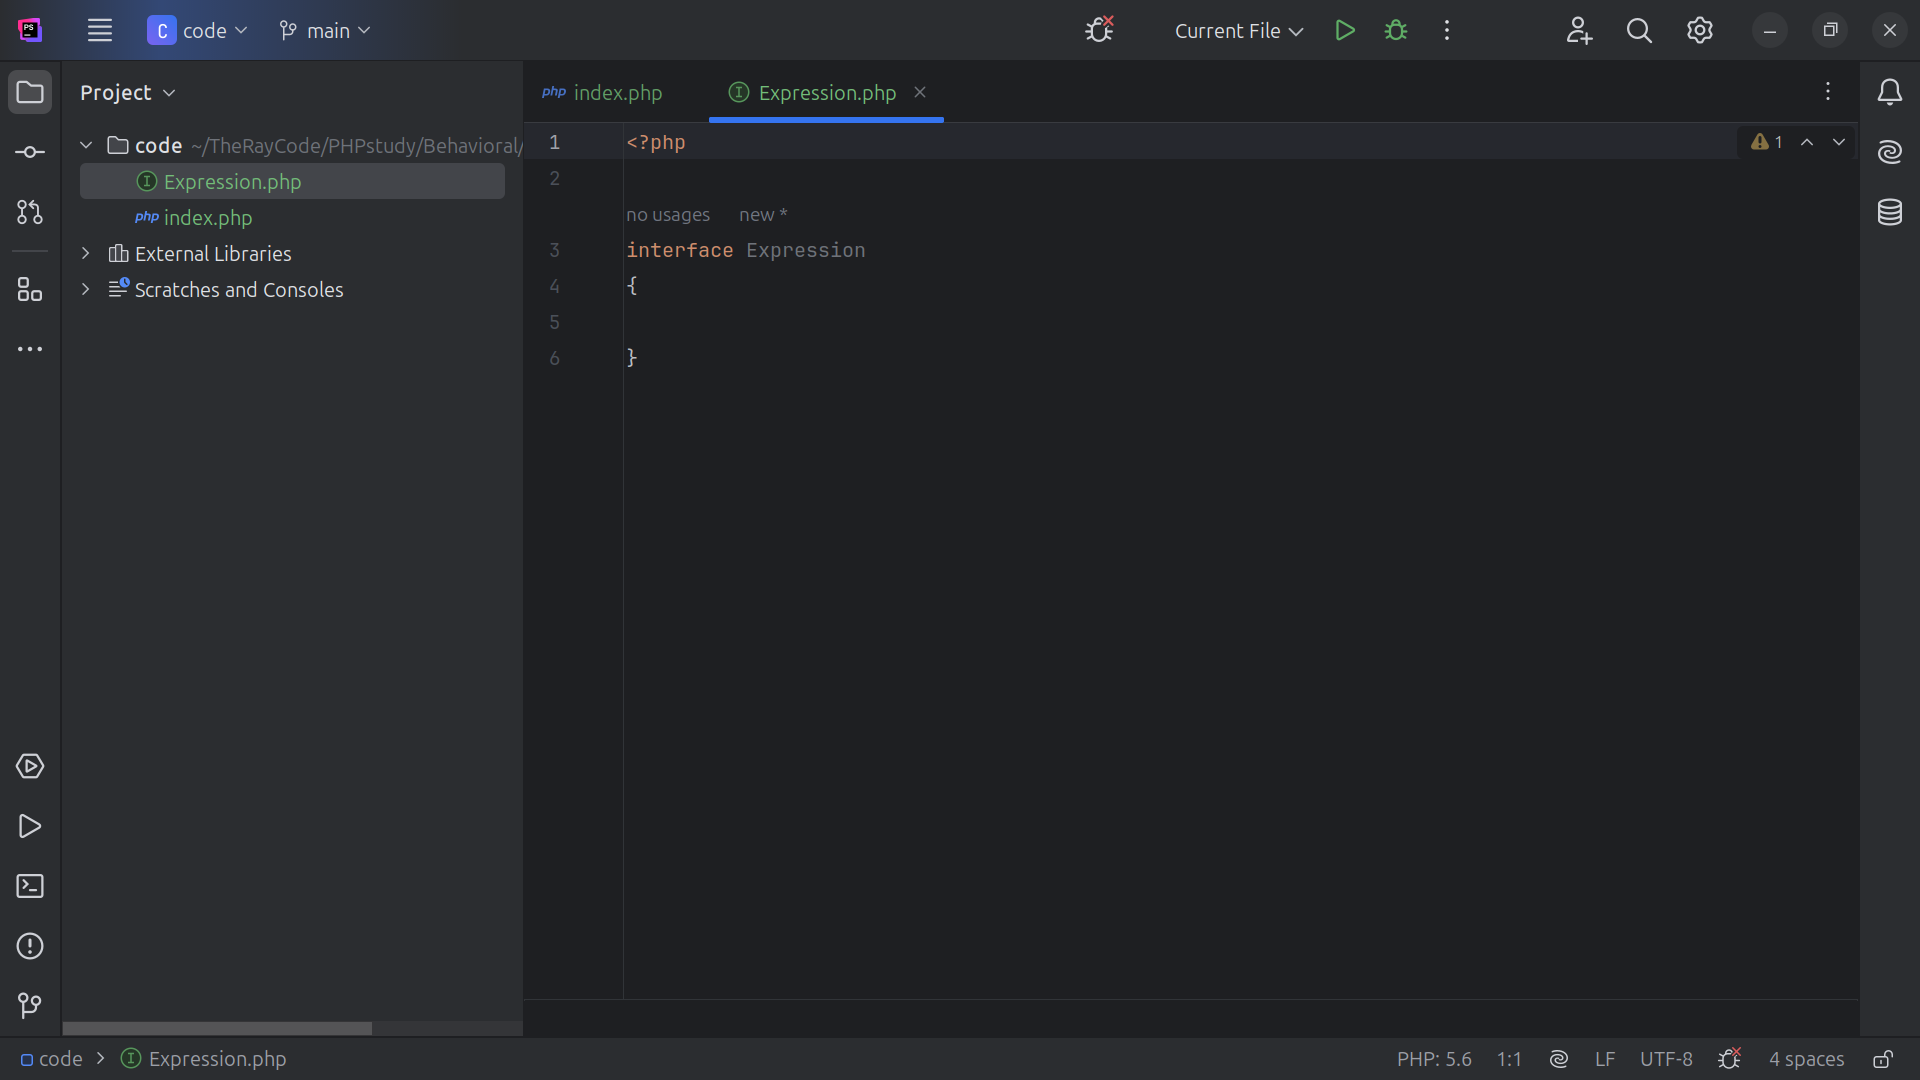 C code main
Current File
Project
code ~/TheRayCode/PHPstudy/Behavioral/
Expression.php
php index.php
External Libraries
Scratches and Consoles
php index.php
Expression.php
1 <?php
1
2
no usages new *
3 interface Expression
4 {
5
6 }
code > Expression.php
PHP: 5.6 1:1 LF UTF-8 4 spaces